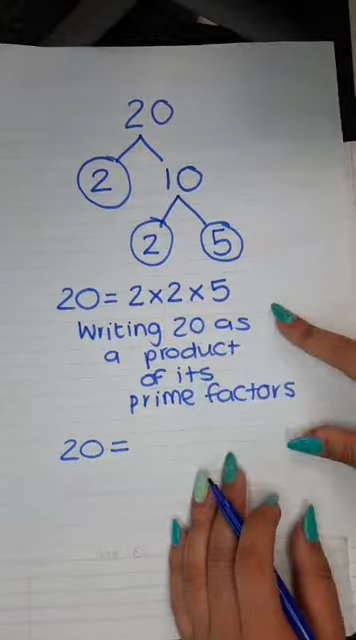 20
2 10
2 5
20 = 2 × 2 × 5
Writing 20 as
a product
of its
prime factors
20 =